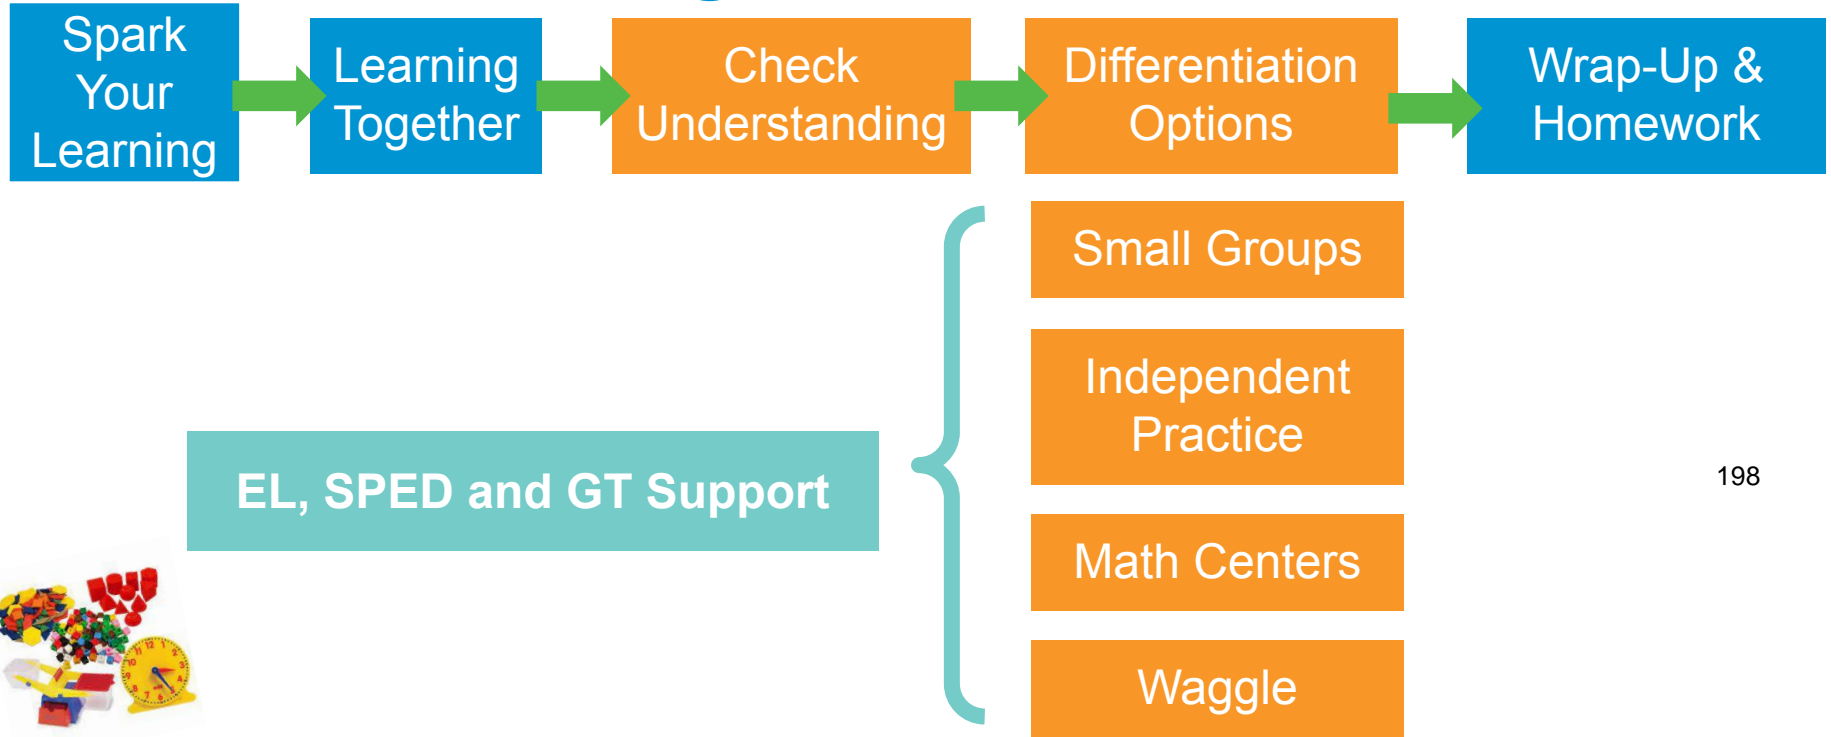 Spark
Your
Learning
Learning
Together
Check
Understanding
Differentiation
Options
Wrap-Up &
Homework
Small Groups
Independent
Practice
EL, SPED and GT Support
198
Math Centers
Waggle